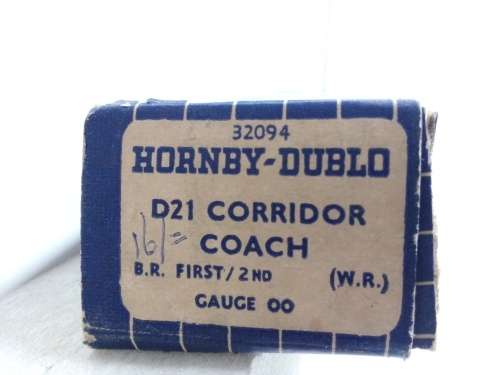 32094
HORNBY-DUBLO
D21 CORRIDOR
16/= COACH
B.R. FIRST/2ND (W.R.)
GAUGE OO